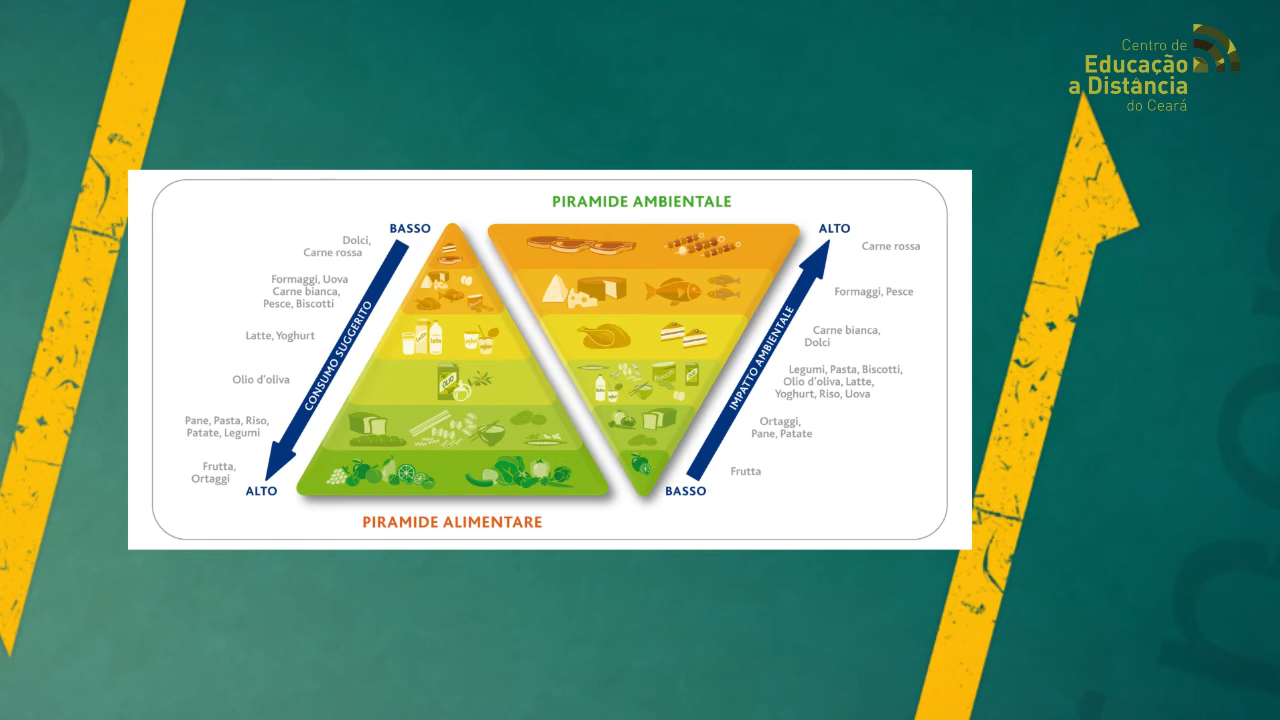 Centro de
Educação
a Distância
do Ceará
PIRAMIDE AMBIENTALE
BASSO
Dolci,
Carne rossa
Formaggi, Uova
Carne bianca,
Pesce, Biscotti
Latte, Yoghurt
Olio d'oliva
Pane, Pasta, Riso,
Patate, Legumi
Frutta,
Ortaggi
ALTO
CONSUMO SUGGERITO
OLIO
PIRAMIDE ALIMENTARE
ALTO
Carne rossa
Formaggi, Pesce
Carne bianca,
Dolci
Legumi, Pasta, Biscotti,
Olio d'oliva, Latte,
Yoghurt, Riso, Uova
Ortaggi,
Pane, Patate
Frutta
BASSO
IMPATTO AMBIENTALE